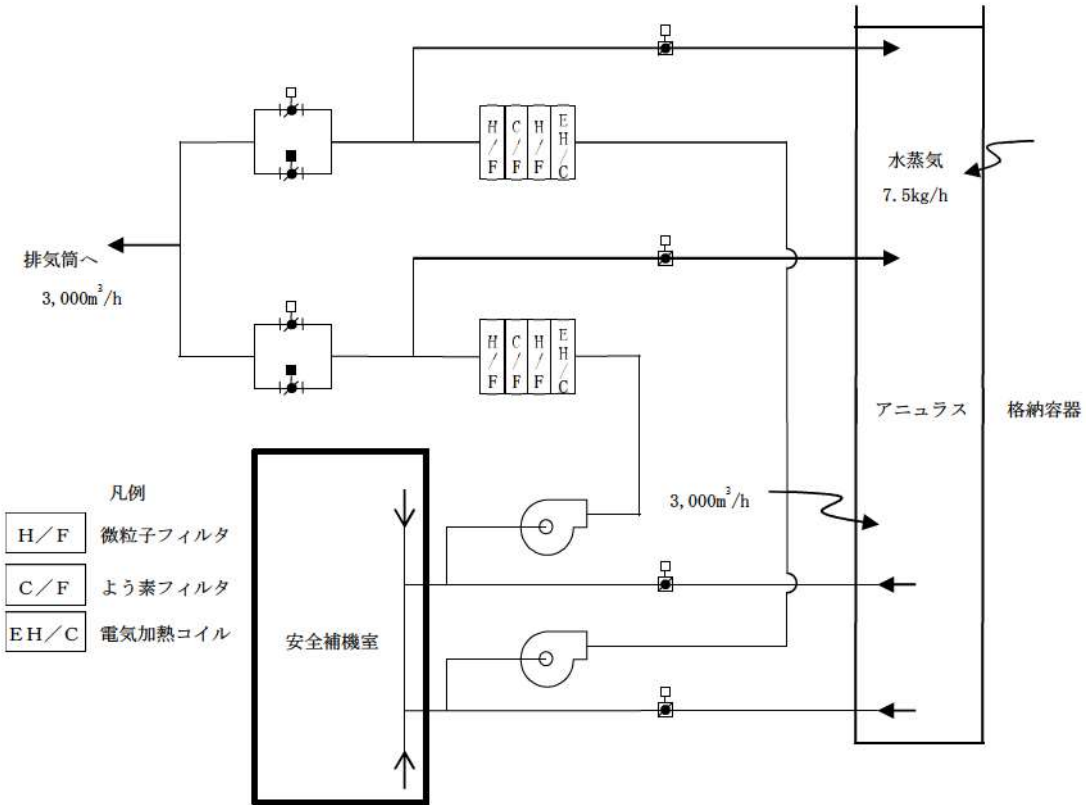 H/F
C/F
H/F
EH/C
水蒸気
7.5kg/h
排気筒へ
3,000m³/h
H/F
C/F
H/F
EH/C
アニュラス
格納容器
3,000m³/h
凡例
H/F 微粒子フィルタ
C/F よう素フィルタ
EH/C 電気加熱コイル
安全補機室